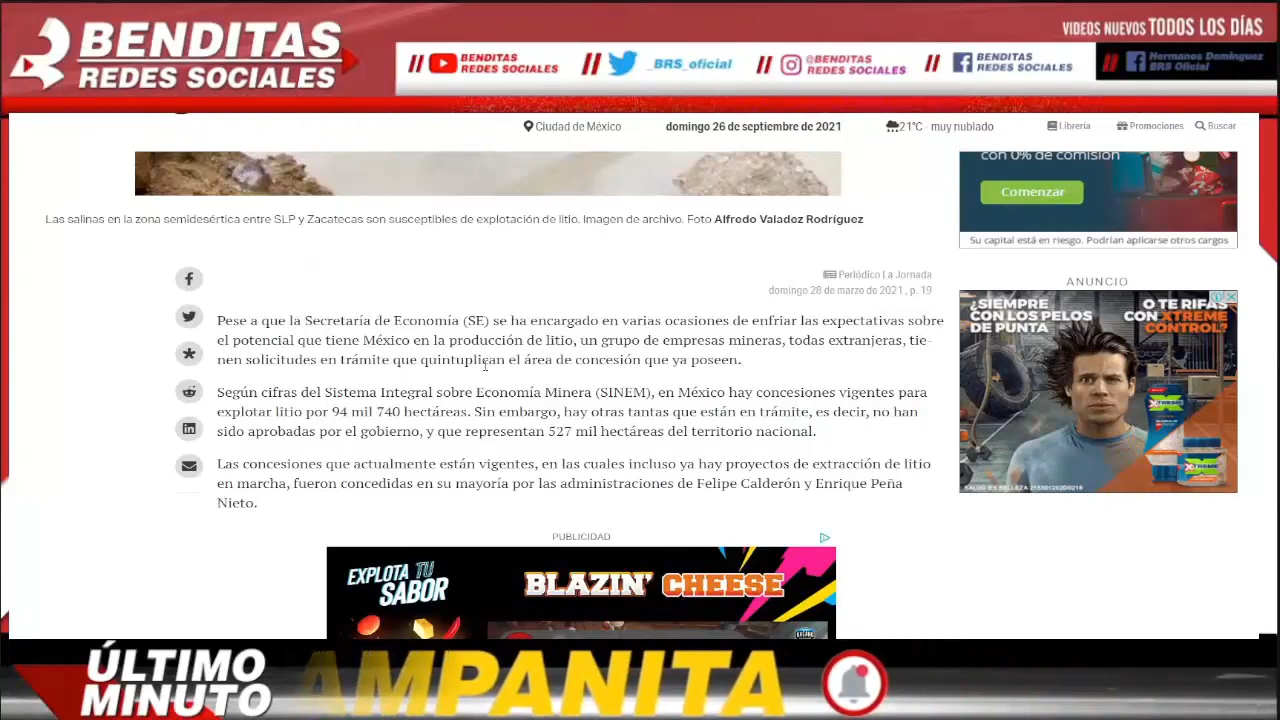 BENDITAS
REDES SOCIALES
VIDEOS NUEVOS TODOS LOS DÍAS
BENDITAS
REDES SOCIALES
_BRS_oficial
@BENDITAS
REDES SOCIALES
BENDITAS
REDES SOCIALES
Hermanos Domínguez
BRS Oficial
Ciudad de México
domingo 26 de septiembre de 2021
21°C - muy nublado
Librería
Promociones
Buscar
con 0% de comisión
Comenzar
Su capital está en riesgo. Podrían aplicarse otros cargos
Las salinas en la zona semidesértica entre SLP y Zacatecas son susceptibles de explotación de litio. Imagen de archivo. Foto Alfredo Valadez Rodríguez
Periódico La Jornada
domingo 28 de marzo de 2021 , p. 19
ANUNCIO
¿SIEMPRE
CON LOS PELOS
DE PUNTA
O TE RIFAS
CON XTREME
CONTROL?
XTREME
SALUD ES BELLEZA 213301202D0218
Pese a que la Secretaría de Economía (SE) se ha encargado en varias ocasiones de enfriar las expectativas sobre
el potencial que tiene México en la producción de litio, un grupo de empresas mineras, todas extranjeras, tie-
nen solicitudes en trámite que quintuplican el área de concesión que ya poseen.
Según cifras del Sistema Integral sobre Economía Minera (SINEM), en México hay concesiones vigentes para
explotar litio por 94 mil 740 hectáreas. Sin embargo, hay otras tantas que están en trámite, es decir, no han
sido aprobadas por el gobierno, y que representan 527 mil hectáreas del territorio nacional.
Las concesiones que actualmente están vigentes, en las cuales incluso ya hay proyectos de extracción de litio
en marcha, fueron concedidas en su mayoría por las administraciones de Felipe Calderón y Enrique Peña
Nieto.
PUBLICIDAD
EXPLOTA TU
SABOR
BLAZIN' CHEESE
ÚLTIMO
MINUTO
AMPANITA